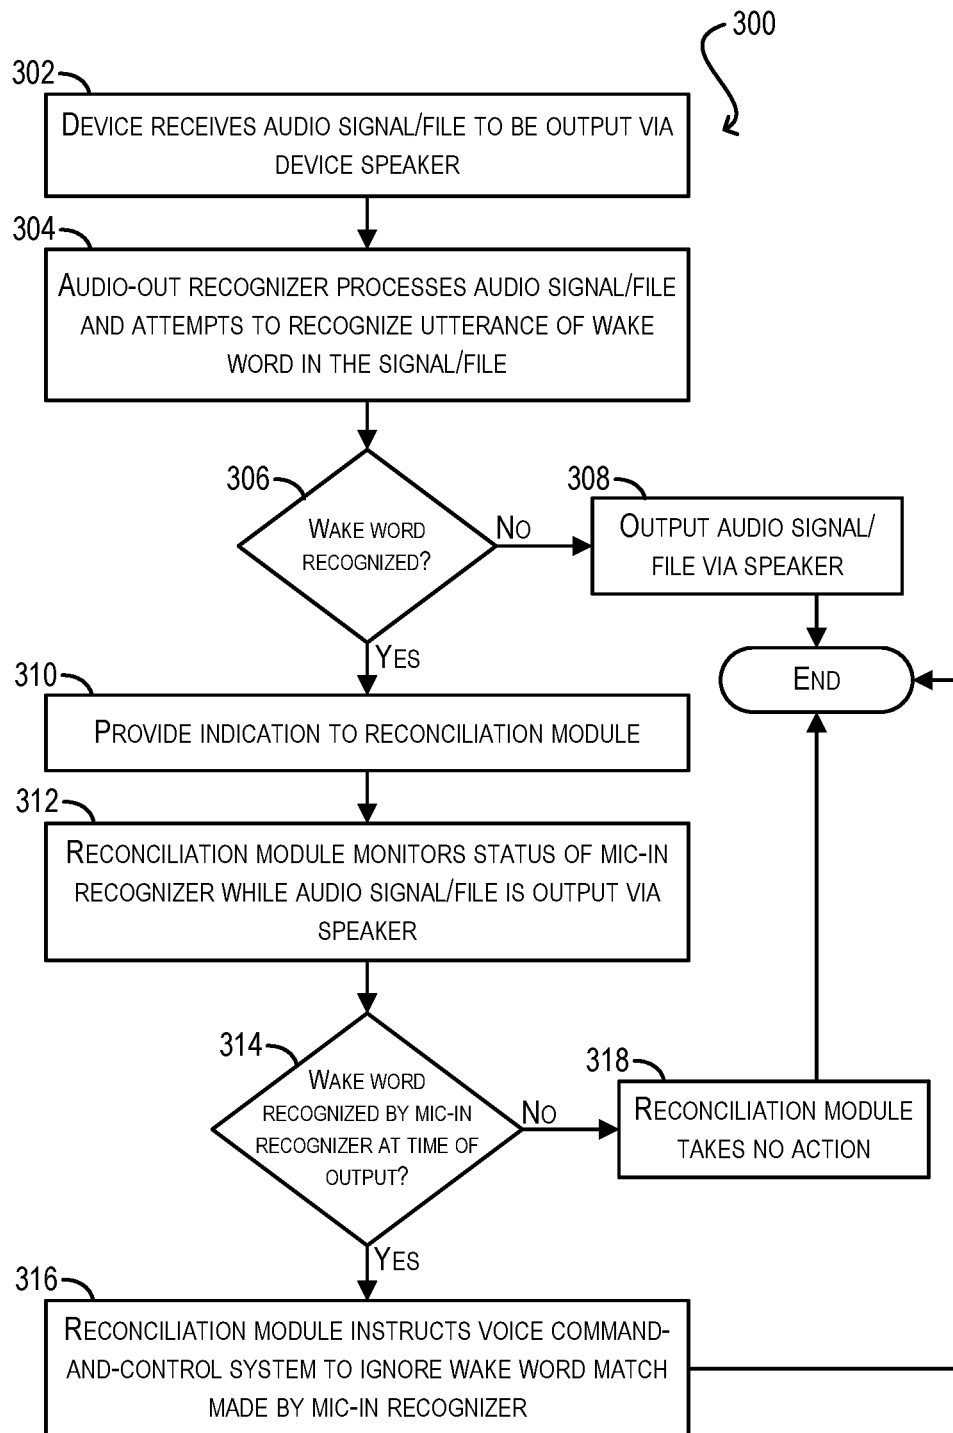 300
302
DEVICE RECEIVES AUDIO SIGNAL/FILE TO BE OUTPUT VIA
DEVICE SPEAKER
304
AUDIO-OUT RECOGNIZER PROCESSES AUDIO SIGNAL/FILE
AND ATTEMPTS TO RECOGNIZE UTTERANCE OF WAKE
WORD IN THE SIGNAL/FILE
306
WAKE WORD
RECOGNIZED?
NO
308
OUTPUT AUDIO SIGNAL/
FILE VIA SPEAKER
YES
END
310
PROVIDE INDICATION TO RECONCILIATION MODULE
312
RECONCILIATION MODULE MONITORS STATUS OF MIC-IN
RECOGNIZER WHILE AUDIO SIGNAL/FILE IS OUTPUT VIA
SPEAKER
314
WAKE WORD
RECOGNIZED BY MIC-IN
RECOGNIZER AT TIME OF
OUTPUT?
NO
318
RECONCILIATION MODULE
TAKES NO ACTION
YES
316
RECONCILIATION MODULE INSTRUCTS VOICE COMMAND-
AND-CONTROL SYSTEM TO IGNORE WAKE WORD MATCH
MADE BY MIC-IN RECOGNIZER